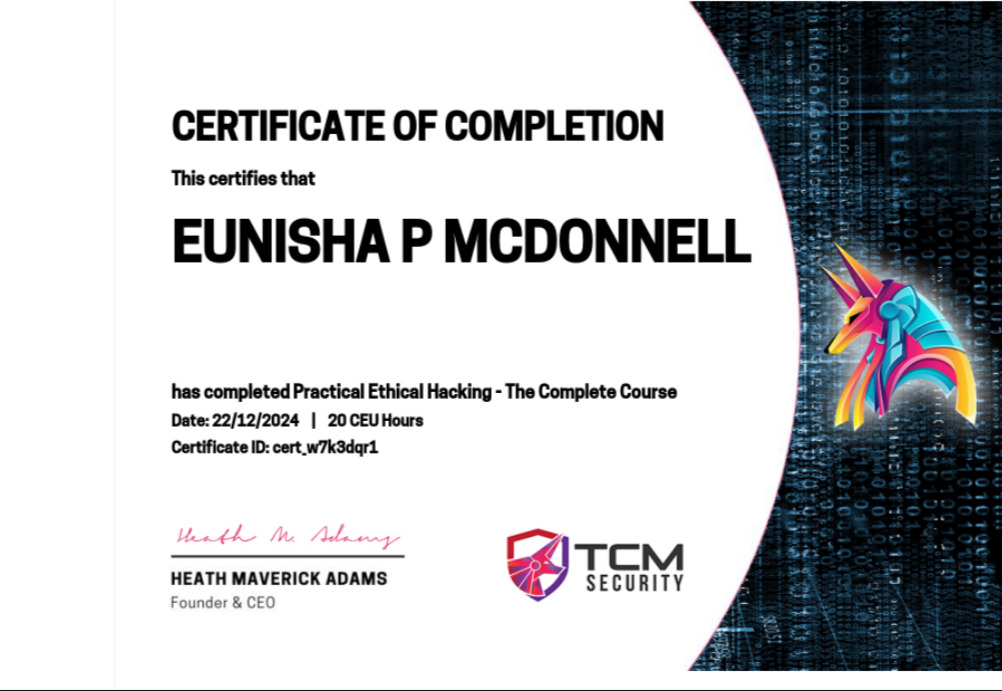 CERTIFICATE OF COMPLETION
This certifies that
EUNISHA P MCDONNELL
has completed Practical Ethical Hacking - The Complete Course
Date: 22/12/2024 | 20 CEU Hours
Certificate ID: cert_w7k3dqr1
Heath M. Adams
HEATH MAVERICK ADAMS
Founder & CEO
TCM
SECURITY